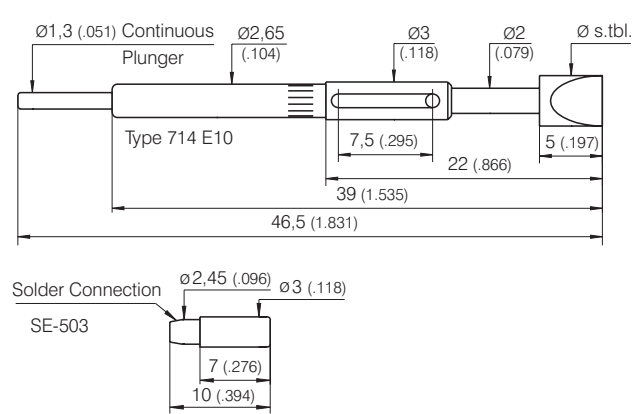 Ø1,3 (.051) Continuous
Plunger
Ø2,65
(.104)
Ø3
(.118)
Ø2
(.079)
Ø s.tbl.
Type 714 E10
7,5 (.295)
5 (.197)
22 (.866)
39 (1.535)
46,5 (1.831)
Solder Connection
SE-503
Ø2,45 (.096)
Ø3 (.118)
7 (.276)
10 (.394)